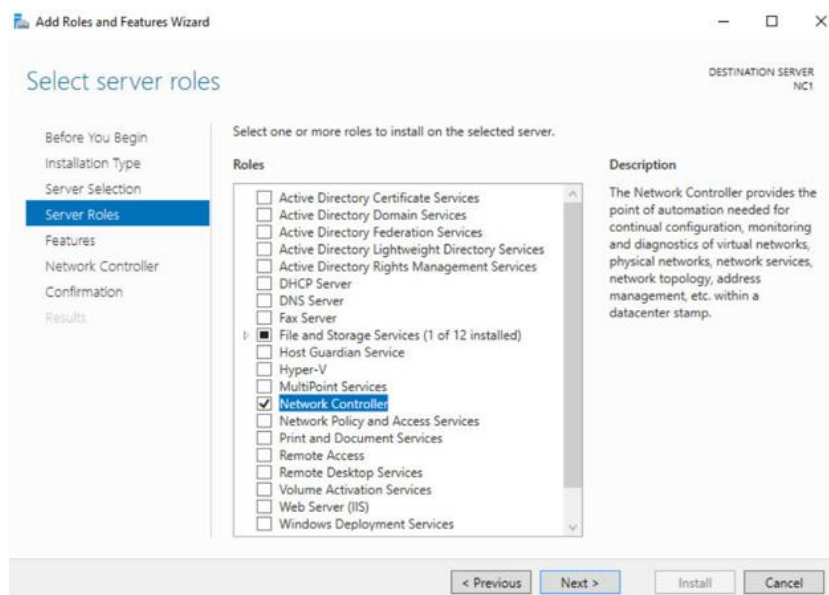 Add Roles and Features Wizard
Select server roles
DESTINATION SERVER
NC1
Before You Begin
Installation Type
Server Selection
Server Roles
Features
Network Controller
Confirmation
Results
Select one or more roles to install on the selected server.
Roles
Active Directory Certificate Services
Active Directory Domain Services
Active Directory Federation Services
Active Directory Lightweight Directory Services
Active Directory Rights Management Services
DHCP Server
DNS Server
Fax Server
File and Storage Services (1 of 12 installed)
Host Guardian Service
Hyper-V
MultiPoint Services
Network Controller
Network Policy and Access Services
Print and Document Services
Remote Access
Remote Desktop Services
Volume Activation Services
Web Server (IIS)
Windows Deployment Services
Description
The Network Controller provides the
point of automation needed for
continual configuration, monitoring
and diagnostics of virtual networks,
physical networks, network services,
network topology, address
management, etc. within a
datacenter stamp.
< Previous
Next >
Install
Cancel